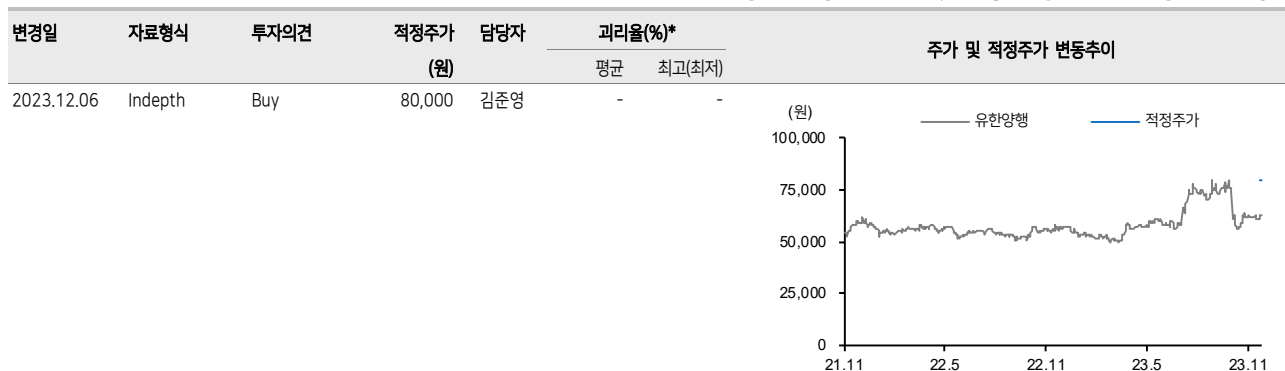 변경일 자료형식 투자의견 적정주가 담당자 괴리율(%)* 주가 및 적정주가 변동추이
(원) 평균 최고(최저)
2023.12.06 Indepth Buy 80,000 김준영 - -
(원) 유한양행 적정주가
100,000
75,000
50,000
25,000
0
21.11 22.5 22.11 23.5 23.11